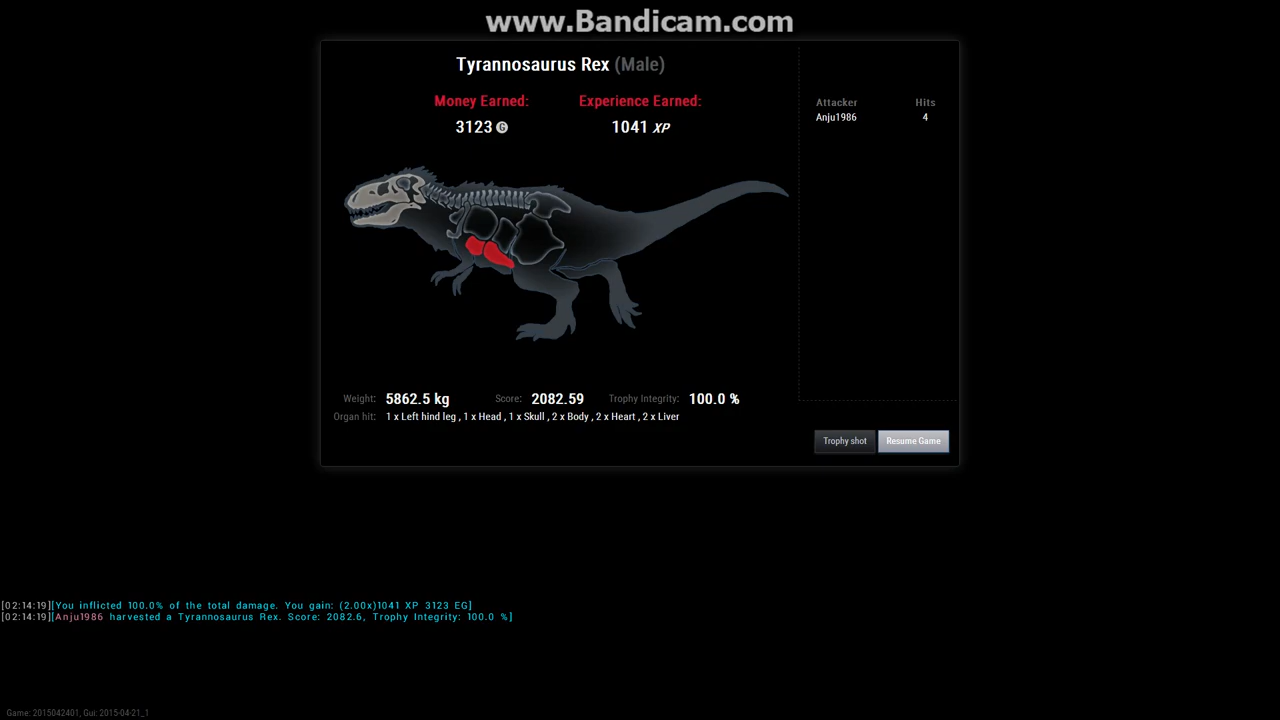 www.Bandicam.com
Tyrannosaurus Rex (Male)
Money Earned: Experience Earned:
3123 G 1041 XP
Attacker Hits
Anju1986 4
Weight: 5862.5 kg Score: 2082.59 Trophy Integrity: 100.0 %
Organ hit: 1 x Left hind leg , 1 x Head , 1 x Skull , 2 x Body , 2 x Heart , 2 x Liver
Trophy shot Resume Game
[02:14:19][You inflicted 100.0% of the total damage. You gain: (2.00x)1041 XP 3123 EG]
[02:14:19][Anju1986 harvested a Tyrannosaurus Rex. Score: 2082.6, Trophy Integrity: 100.0 %]
Game: 2015042401, Gui: 2015-04-21_1